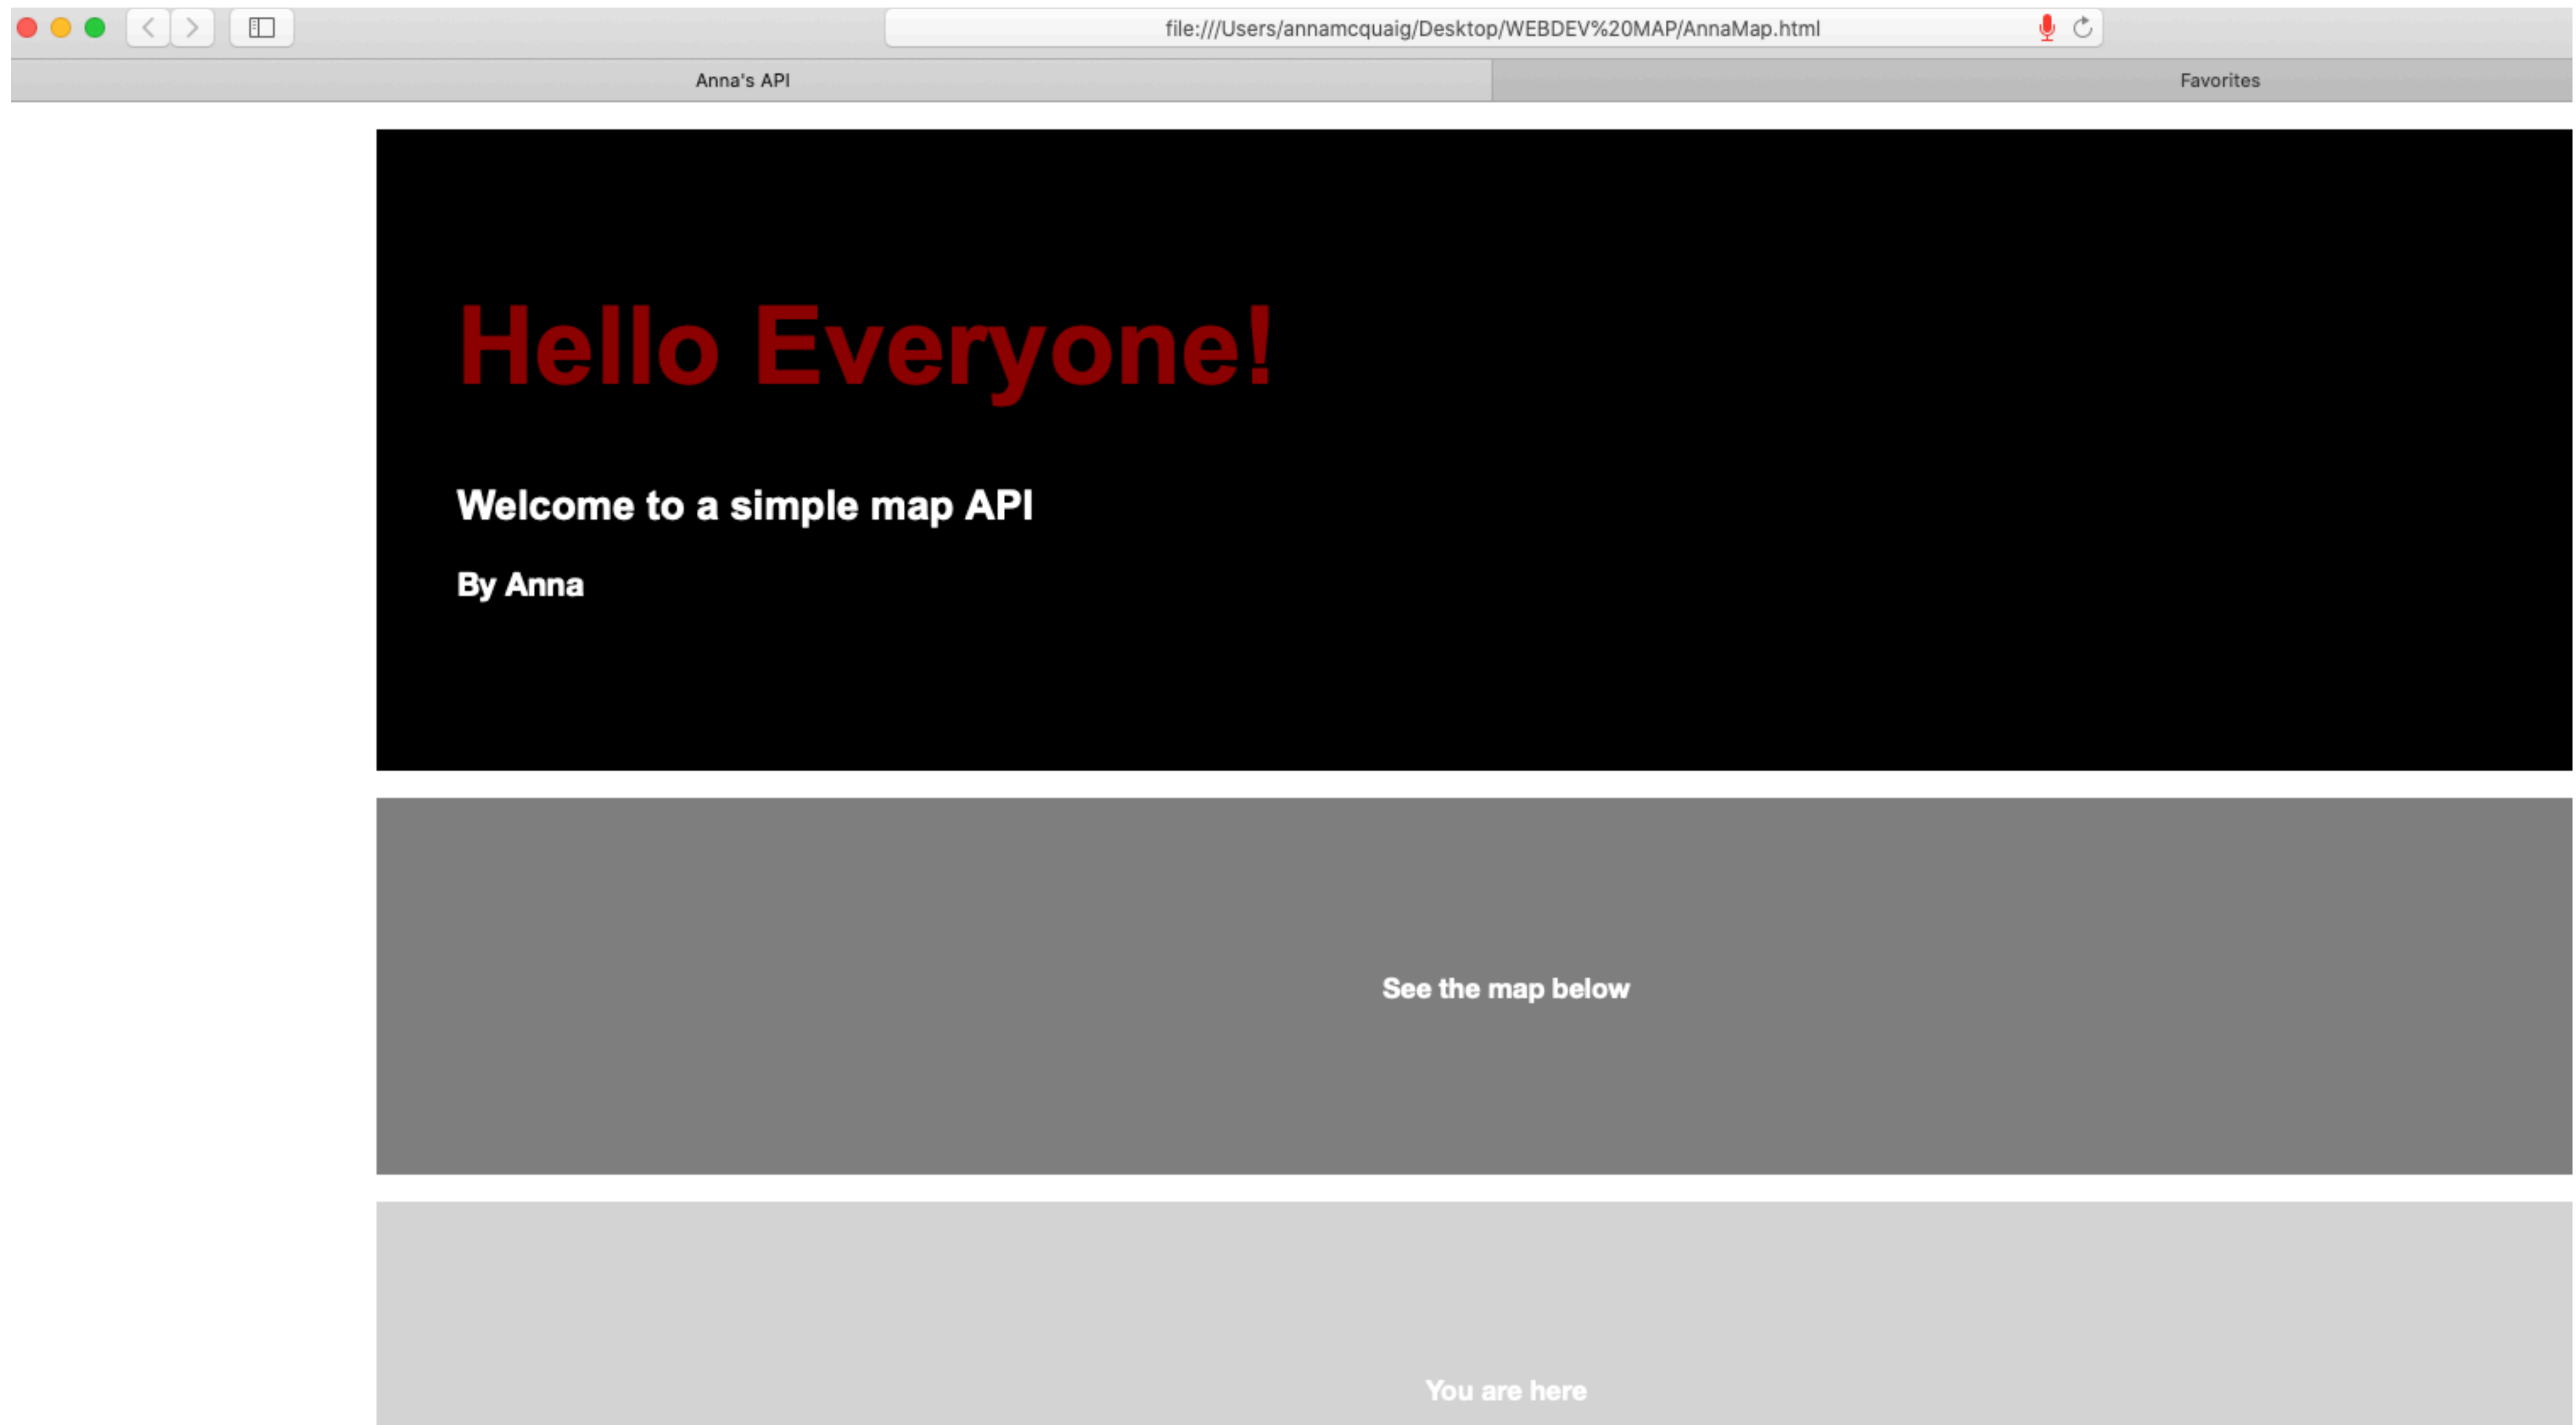 file:///Users/annamcquaig/Desktop/WEBDEV%20MAP/AnnaMap.html
Anna's API
Favorites
Hello Everyone!
Welcome to a simple map API
By Anna
See the map below
You are here